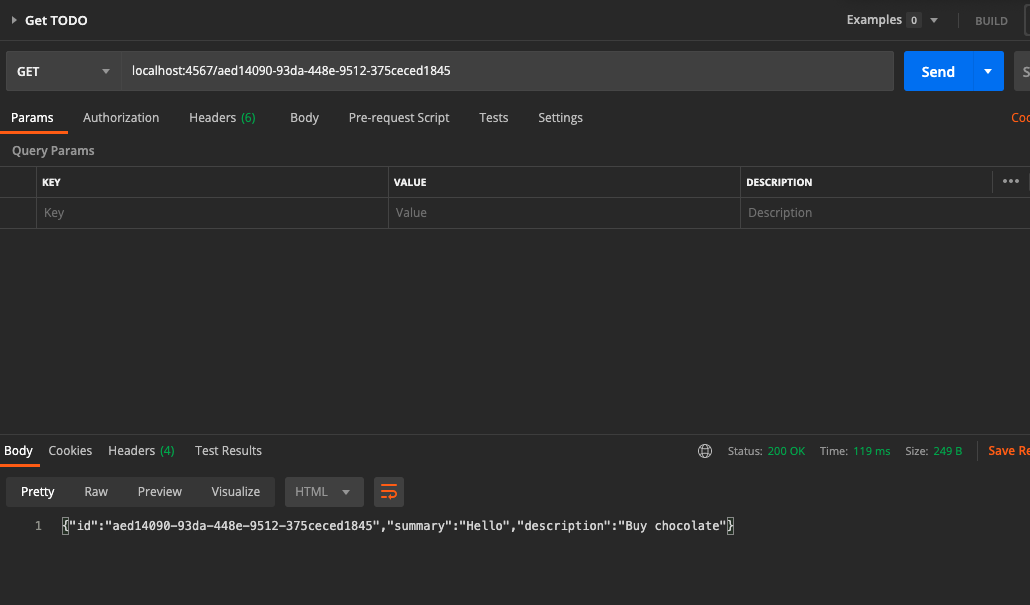 Get TODO Examples 0 BUILD
GET localhost:4567/aed14090-93da-448e-9512-375ceced1845 Send S
Params Authorization Headers (6) Body Pre-request Script Tests Settings Coo
Query Params
KEY VALUE DESCRIPTION
Key Value Description
Body Cookies Headers (4) Test Results Status: 200 OK Time: 119 ms Size: 249 B Save Re
Pretty Raw Preview Visualize HTML
1 {"id":"aed14090-93da-448e-9512-375ceced1845","summary":"Hello","description":"Buy chocolate"}